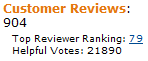 Customer Reviews:
904
Top Reviewer Ranking: 79
Helpful Votes: 21890